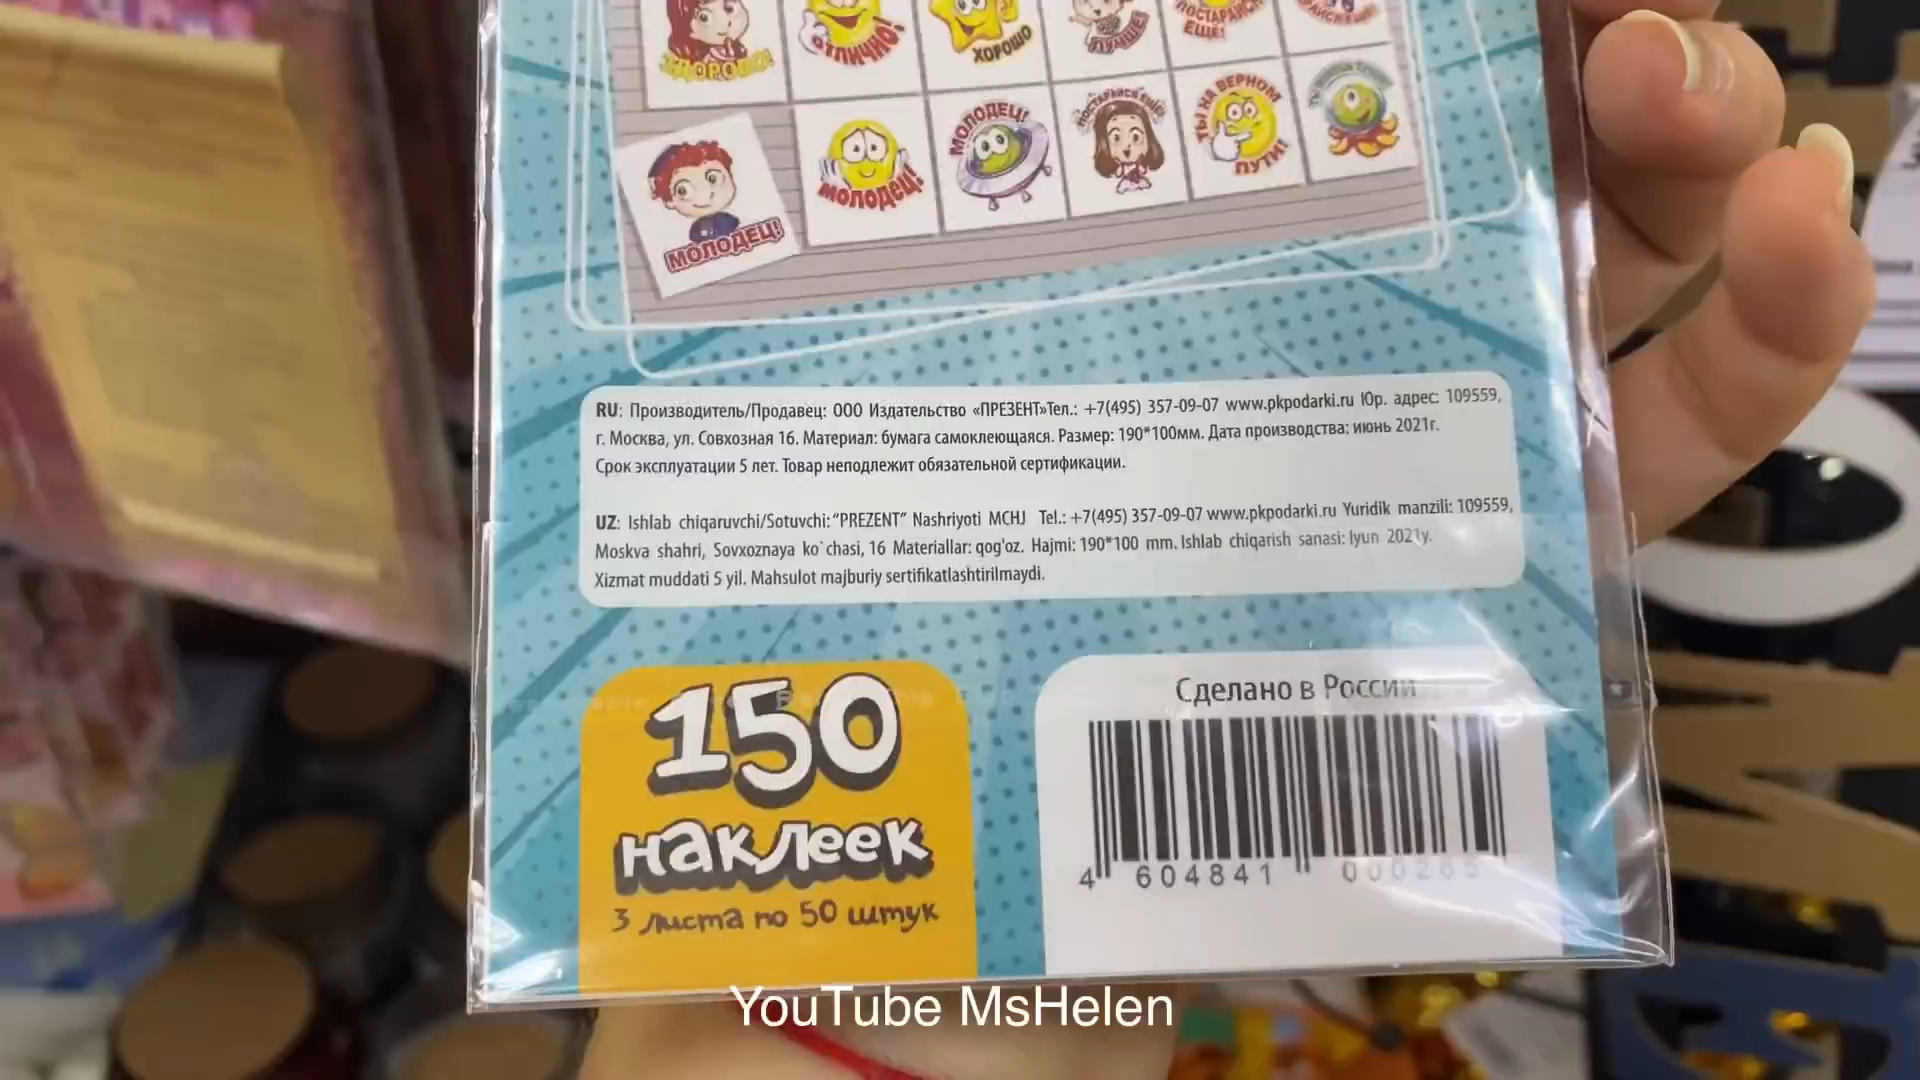 ЗДОРОВО!
ОТЛИЧНО!
ХОРОШО
ЛУЧШЕ
ПОСТАРАЙСЯ ЕЩЕ!
МОЛОДЕЦ!
МОЛОДЕЦ!
МОЛОДЕЦ!
ПОСТАРАЙСЯ ЕЩЕ!
ТЫ НА ВЕРНОМ ПУТИ!
RU: Производитель/Продавец: ООО Издательство «ПРЕЗЕНТ»Тел.: +7(495) 357-09-07 www.pkpodarki.ru Юр. адрес: 109559,
г. Москва, ул. Совхозная 16. Материал: бумага самоклеющаяся. Размер: 190*100мм. Дата производства: июнь 2021г.
Срок эксплуатации 5 лет. Товар неподлежит обязательной сертификации.
UZ: Ishlab chiqaruvchi/Sotuvchi:“PREZENT” Nashriyoti MCHJ Tel.: +7(495) 357-09-07 www.pkpodarki.ru Yuridik manzili: 109559,
Moskva shahri, Sovxoznaya ko`chasi, 16 Materiallar: qog'oz. Hajmi: 190*100 mm. Ishlab chiqarish sanasi: Iyun 2021y.
Xizmat muddati 5 yil. Mahsulot majburiy sertifikatlashtirilmaydi.
150
наклеек
3 листа по 50 штук
Сделано в России
4 604841 000265
YouTube MsHelen